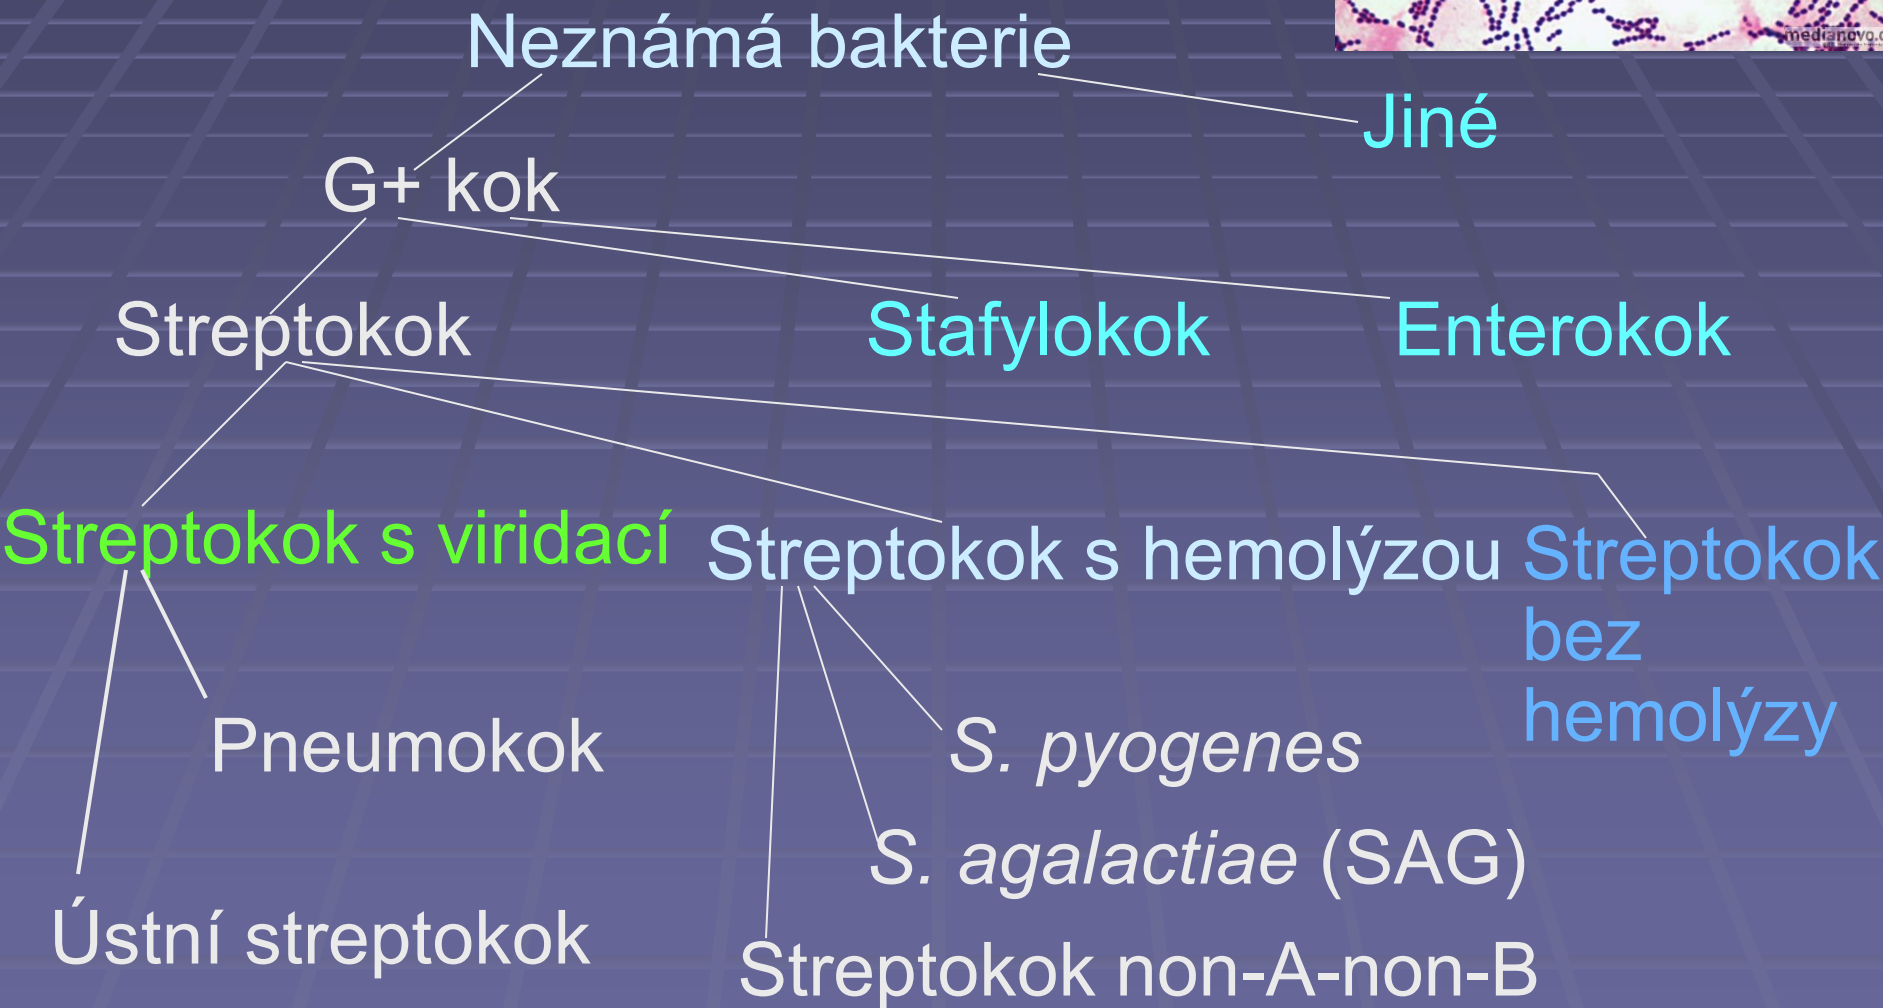 Neznámá bakterie
Jiné
G+ kok
Streptokok
Stafylokok
Enterokok
Streptokok s viridací
Streptokok s hemolýzou
Streptokok
bez
hemolýzy
Pneumokok
S. pyogenes
S. agalactiae (SAG)
Ústní streptokok
Streptokok non-A-non-B